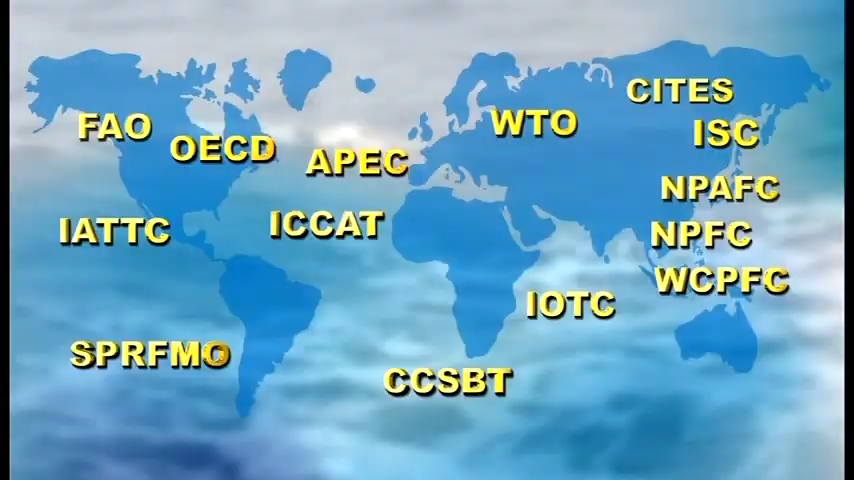 CITES
FAO
WTO
ISC
OECD
APEC
NPAFC
IATTC
ICCAT
NPFC
WCPFC
IOTC
SPRFMO
CCSBT